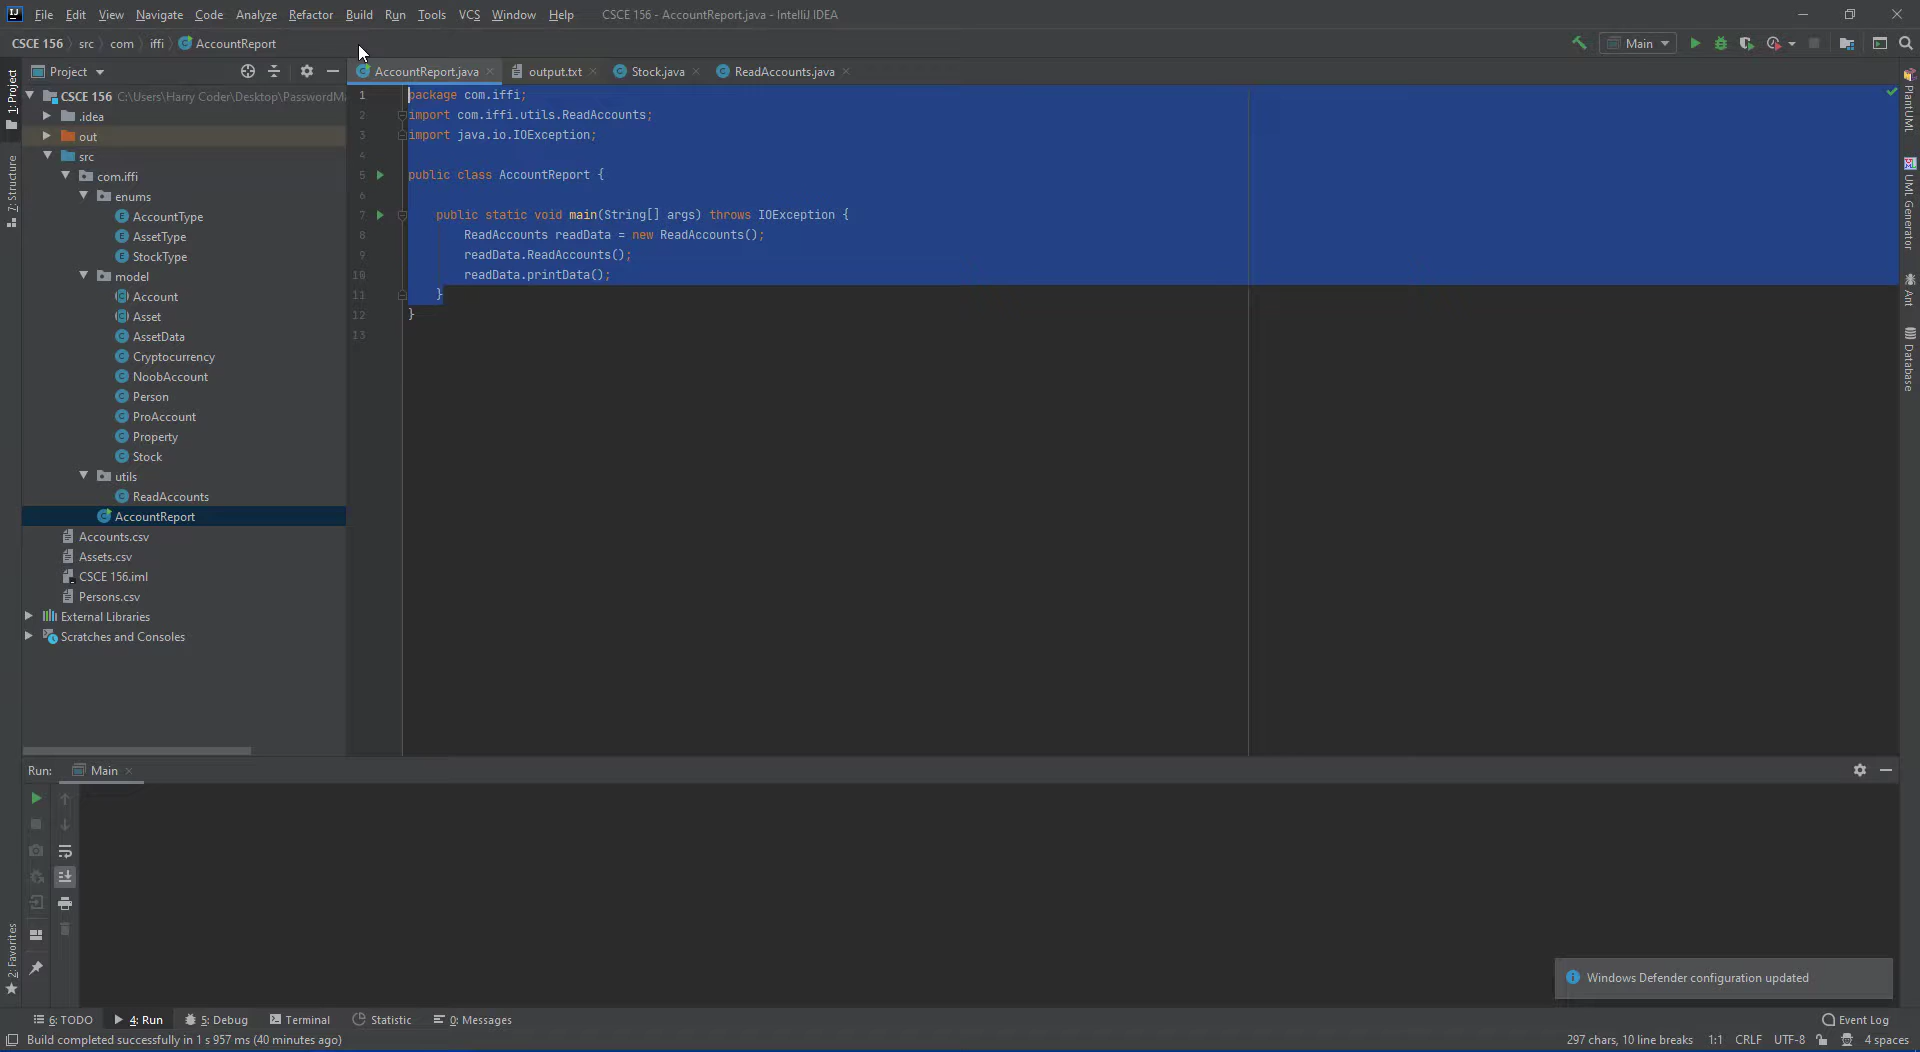 File Edit View Navigate Code Analyze Refactor Build Run Tools VCS Window Help CSCE 156 - AccountReport.java - IntelliJ IDEA
CSCE 156 src com iffi AccountReport Main
1: Project
Project
AccountReport.java output.txt Stock.java ReadAccounts.java
CSCE 156 C:\Users\Harry Coder\Desktop\PasswordM
.idea
out
src
com.iffi
enums
AccountType
AssetType
StockType
model
Account
Asset
AssetData
Cryptocurrency
NoobAccount
Person
ProAccount
Property
Stock
utils
ReadAccounts
AccountReport
Accounts.csv
Assets.csv
CSCE 156.iml
Persons.csv
External Libraries
Scratches and Consoles
7: Structure
2: Favorites
1 package com.iffi;
2 import com.iffi.utils.ReadAccounts;
3 import java.io.IOException;
4
5 public class AccountReport {
6
7 public static void main(String[] args) throws IOException {
8 ReadAccounts readData = new ReadAccounts();
9 readData.ReadAccounts();
10 readData.printData();
11 }
12 }
13
PlantUML
UML Generator
Ant
Database
Run: Main
Windows Defender configuration updated
6: TODO 4: Run 5: Debug Terminal Statistic 0: Messages Event Log
Build completed successfully in 1 s 957 ms (40 minutes ago) 297 chars, 10 line breaks 1:1 CRLF UTF-8 4 spaces